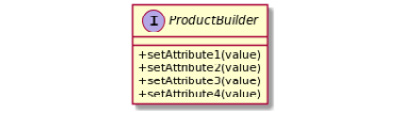 I ProductBuilder
+setAttribute1(value)
+setAttribute2(value)
+setAttribute3(value)
+setAttribute4(value)